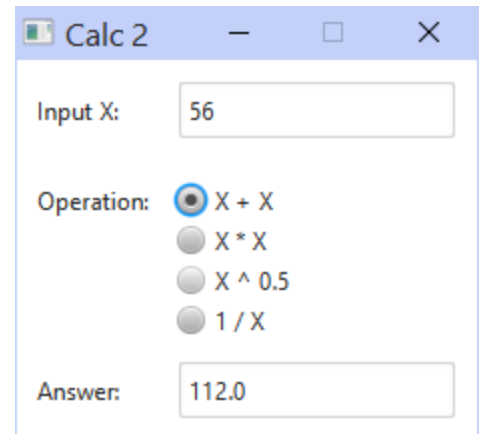 Calc 2
Input X: 56
Operation: X + X
X * X
X ^ 0.5
1 / X
Answer: 112.0